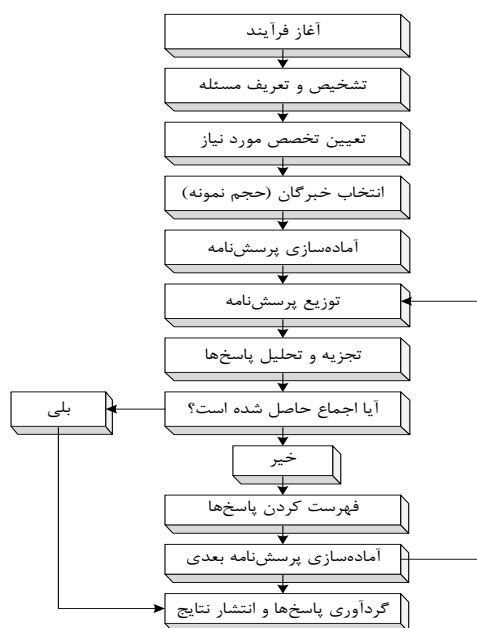 آغاز فرآیند
تشخیص و تعریف مسئله
تعیین تخصص مورد نیاز
انتخاب خبرگان (حجم نمونه)
آماده‌سازی پرسش‌نامه
توزیع پرسش‌نامه
تجزیه و تحلیل پاسخ‌ها
آیا اجماع حاصل شده است؟
بلی
خیر
فهرست کردن پاسخ‌ها
آماده‌سازی پرسش‌نامه بعدی
گردآوری پاسخ‌ها و انتشار نتایج